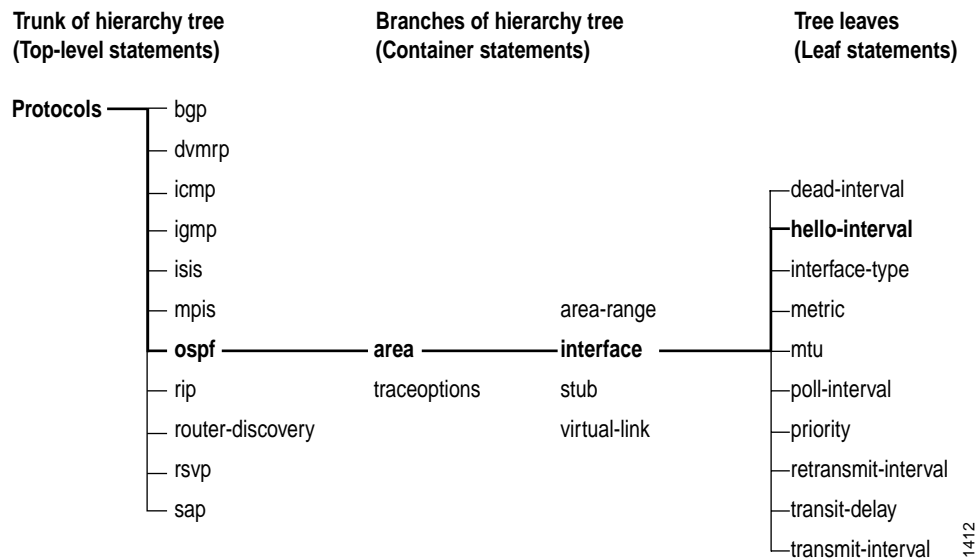 Trunk of hierarchy tree
(Top-level statements)
Branches of hierarchy tree
(Container statements)
Tree leaves
(Leaf statements)
Protocols
bgp
dvmrp
icmp
igmp
isis
mpis
ospf
rip
router-discovery
rsvp
sap
area
traceoptions
area-range
interface
stub
virtual-link
dead-interval
hello-interval
interface-type
metric
mtu
poll-interval
priority
retransmit-interval
transit-delay
transmit-interval
1412